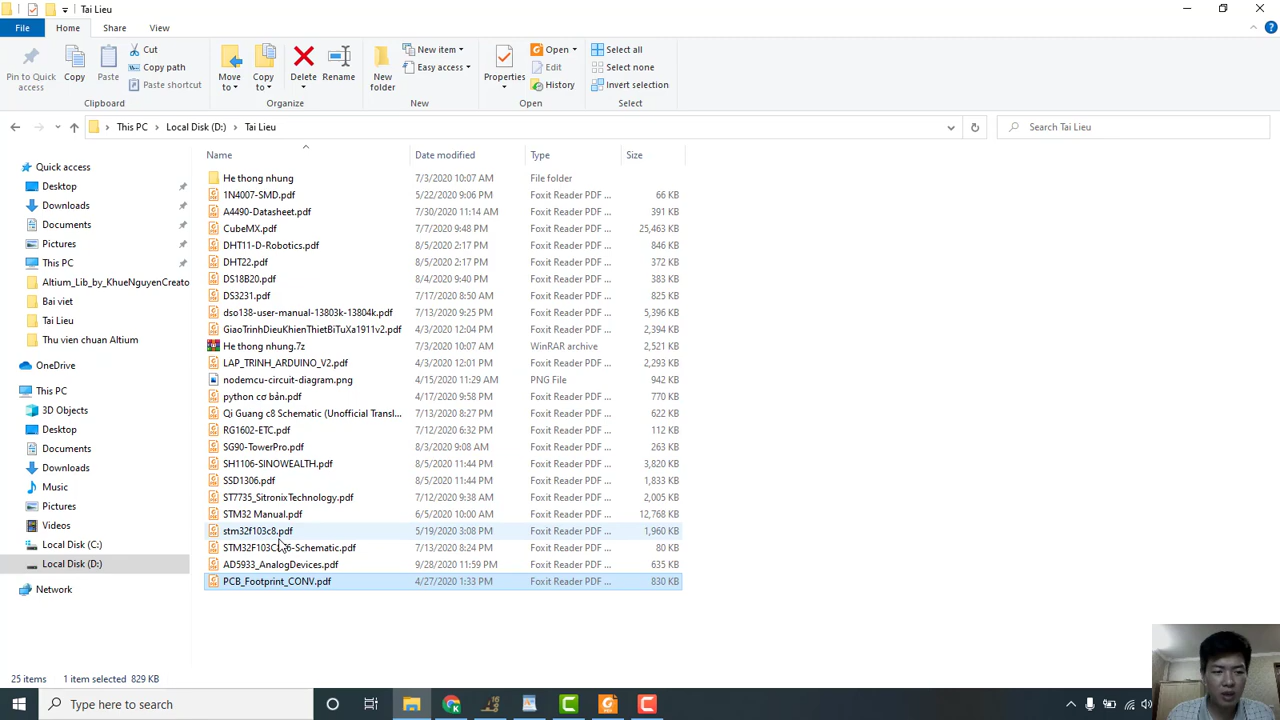 Tai Lieu
File Home Share View
Pin to Quick access
Copy
Paste
Cut
Copy path
Paste shortcut
Clipboard
Move to
Copy to
Delete
Rename
Organize
New folder
New item
Easy access
New
Properties
Open
Edit
History
Open
Select all
Select none
Invert selection
Select
This PC Local Disk (D:) Tai Lieu
Search Tai Lieu
Quick access
Desktop
Downloads
Documents
Pictures
This PC
Altium_Lib_by_KhueNguyenCreato
Bai viet
Tai Lieu
Thu vien chuan Altium
OneDrive
This PC
3D Objects
Desktop
Documents
Downloads
Music
Pictures
Videos
Local Disk (C:)
Local Disk (D:)
Network
Name Date modified Type Size
He thong nhung 7/3/2020 10:07 AM File folder
1N4007-SMD.pdf 5/22/2020 9:06 PM Foxit Reader PDF ... 66 KB
A4490-Datasheet.pdf 7/30/2020 11:14 AM Foxit Reader PDF ... 391 KB
CubeMX.pdf 7/7/2020 9:48 PM Foxit Reader PDF ... 25,463 KB
DHT11-D-Robotics.pdf 8/5/2020 2:17 PM Foxit Reader PDF ... 846 KB
DHT22.pdf 8/5/2020 2:17 PM Foxit Reader PDF ... 372 KB
DS18B20.pdf 8/4/2020 9:40 PM Foxit Reader PDF ... 383 KB
DS3231.pdf 7/17/2020 8:50 AM Foxit Reader PDF ... 825 KB
dso138-user-manual-13803k-13804k.pdf 7/13/2020 9:25 PM Foxit Reader PDF ... 5,396 KB
GiaoTrinhDieuKhienThietBiTuXa1911v2.pdf 4/3/2020 12:04 PM Foxit Reader PDF ... 2,394 KB
He thong nhung.7z 7/3/2020 10:07 AM WinRAR archive 2,521 KB
LAP_TRINH_ARDUINO_V2.pdf 4/3/2020 12:01 PM Foxit Reader PDF ... 2,293 KB
nodemcu-circuit-diagram.png 4/15/2020 11:29 AM PNG File 942 KB
python cơ bản.pdf 4/17/2020 9:58 PM Foxit Reader PDF ... 770 KB
Qi Guang c8 Schematic (Unofficial Transl... 7/13/2020 8:27 PM Foxit Reader PDF ... 622 KB
RG1602-ETC.pdf 7/12/2020 6:32 PM Foxit Reader PDF ... 112 KB
SG90-TowerPro.pdf 8/3/2020 9:08 AM Foxit Reader PDF ... 263 KB
SH1106-SINOWEALTH.pdf 8/5/2020 11:44 PM Foxit Reader PDF ... 3,820 KB
SSD1306.pdf 8/5/2020 11:44 PM Foxit Reader PDF ... 1,833 KB
ST7735_SitronixTechnology.pdf 7/12/2020 9:38 AM Foxit Reader PDF ... 2,005 KB
STM32 Manual.pdf 6/5/2020 10:00 AM Foxit Reader PDF ... 12,768 KB
stm32f103c8.pdf 5/19/2020 3:08 PM Foxit Reader PDF ... 1,960 KB
7/13/2020 8:24 PM Foxit Reader PDF ... 80 KB
AD5933_AnalogDevices.pdf 9/28/2020 11:59 PM Foxit Reader PDF ... 635 KB
PCB_Footprint_CONV.pdf 4/27/2020 1:33 PM Foxit Reader PDF ... 830 KB
25 items 1 item selected 829 KB
Type here to search